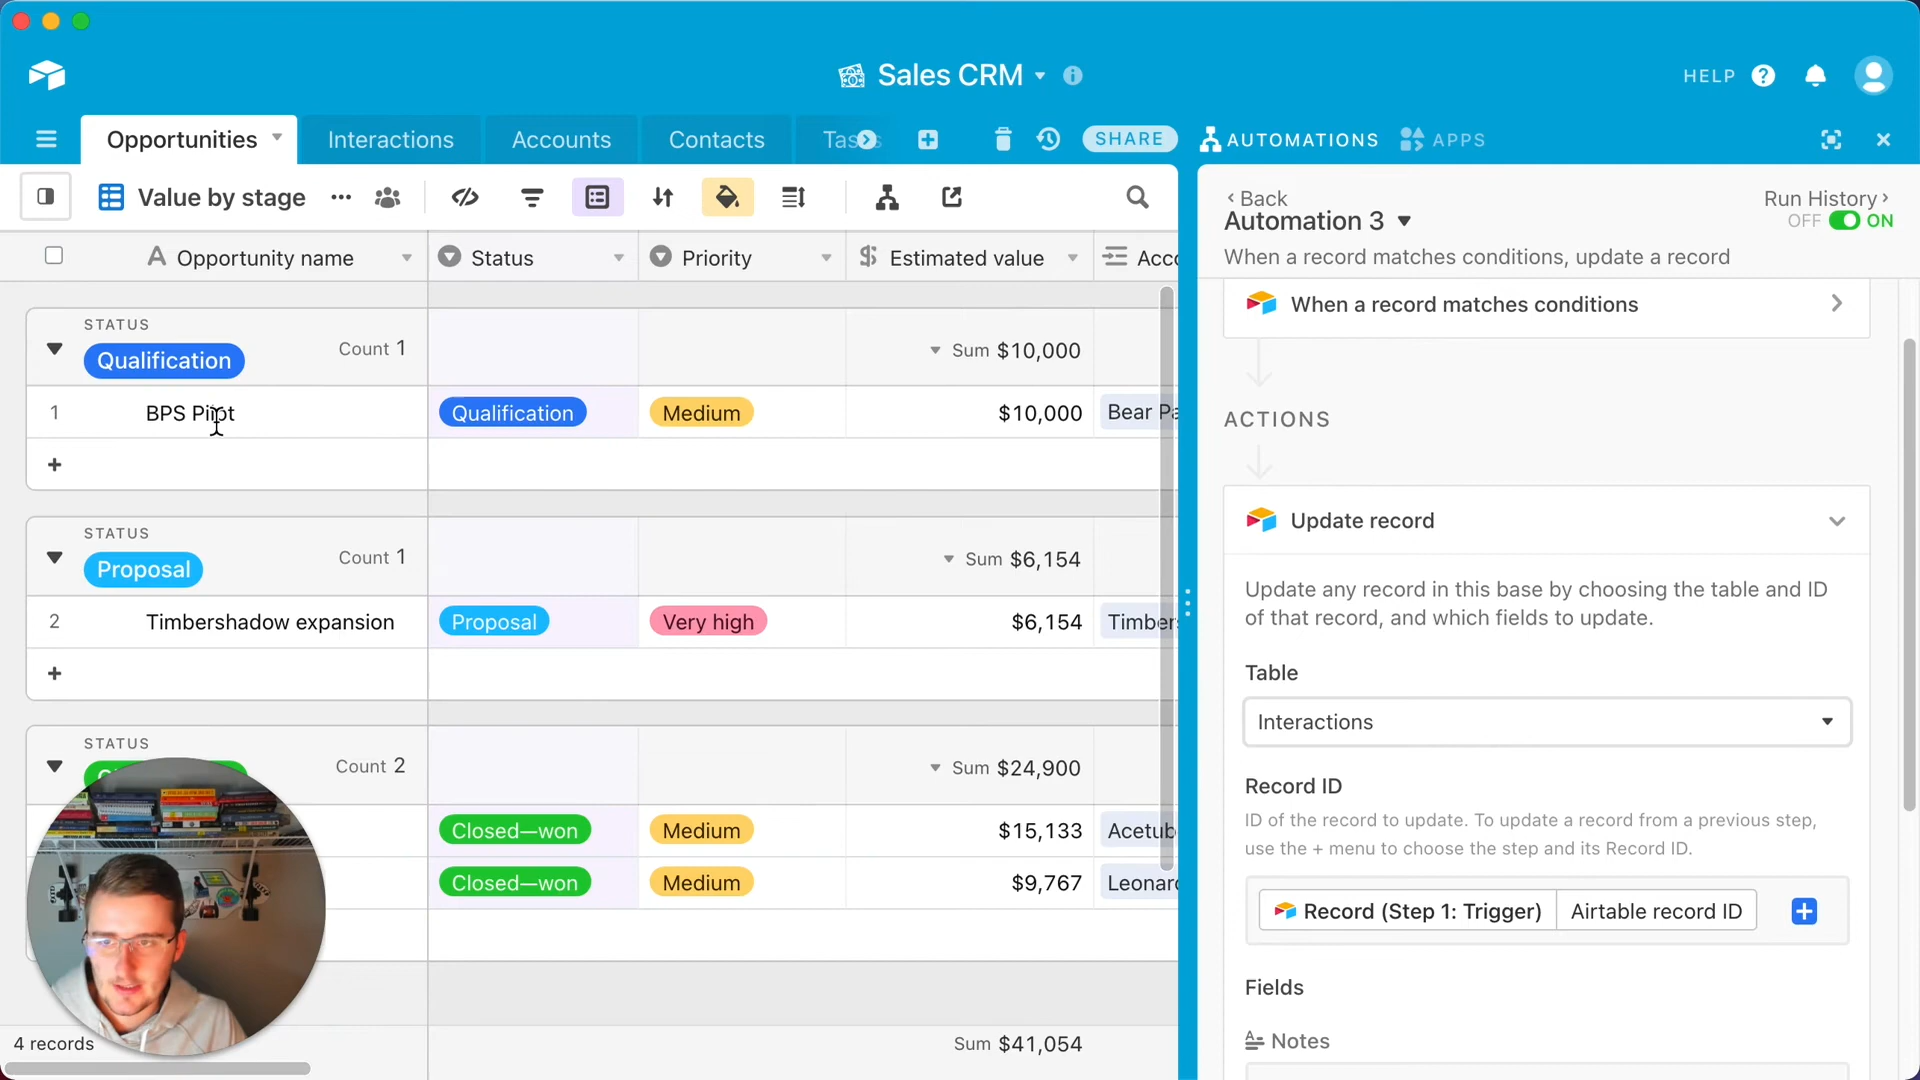 Sales CRM
HELP
Opportunities
Interactions
Accounts
Contacts
Tas
SHARE
AUTOMATIONS
APPS
Value by stage
Opportunity name
Status
Priority
Estimated value
Acco
STATUS
Qualification
Count 1
Sum $10,000
1
BPS Pilot
Qualification
Medium
$10,000
Bear Pa
+
STATUS
Proposal
Count 1
Sum $6,154
2
Timbershadow expansion
Proposal
Very high
$6,154
Timbers
+
STATUS
Count 2
Sum $24,900
Closed—won
Medium
$15,133
Acetub
Closed—won
Medium
$9,767
Leonard
4 records
Sum $41,054
‹ Back
Run History ›
Automation 3
OFF
ON
When a record matches conditions, update a record
When a record matches conditions
ACTIONS
Update record
Update any record in this base by choosing the table and ID
of that record, and which fields to update.
Table
Interactions
Record ID
ID of the record to update. To update a record from a previous step,
use the + menu to choose the step and its Record ID.
Record (Step 1: Trigger)
Airtable record ID
Fields
Notes